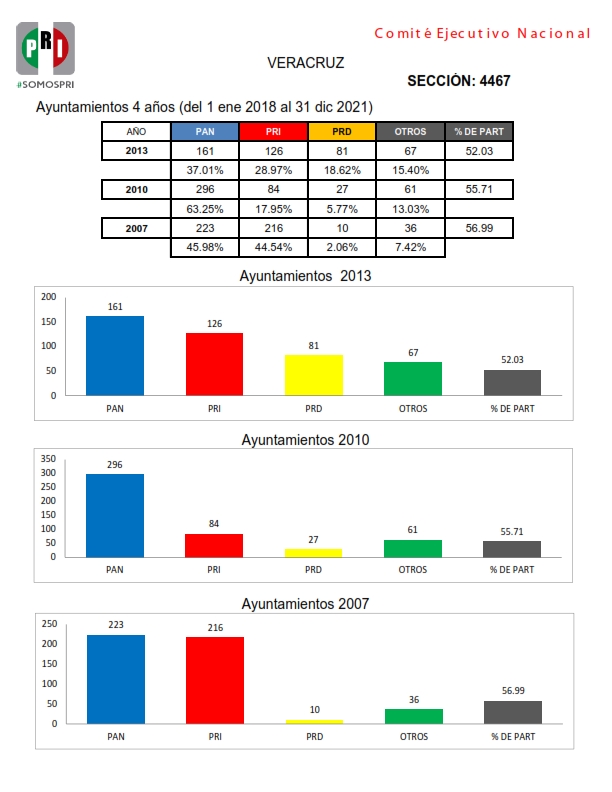 Comité Ejecutivo Nacional
PRI
#SOMOSPRI
VERACRUZ
SECCIÓN: 4467
Ayuntamientos 4 años (del 1 ene 2018 al 31 dic 2021)
AÑO PAN PRI PRD OTROS % DE PART
2013 161 126 81 67 52.03
37.01% 28.97% 18.62% 15.40%
2010 296 84 27 61 55.71
63.25% 17.95% 5.77% 13.03%
2007 223 216 10 36 56.99
45.98% 44.54% 2.06% 7.42%
Ayuntamientos 2013
200
150
100
50
0
161 126 81 67 52.03
PAN PRI PRD OTROS % DE PART
Ayuntamientos 2010
350
300
250
200
150
100
50
0
296 84 27 61 55.71
PAN PRI PRD OTROS % DE PART
Ayuntamientos 2007
250
200
150
100
50
0
223 216 10 36 56.99
PAN PRI PRD OTROS % DE PART